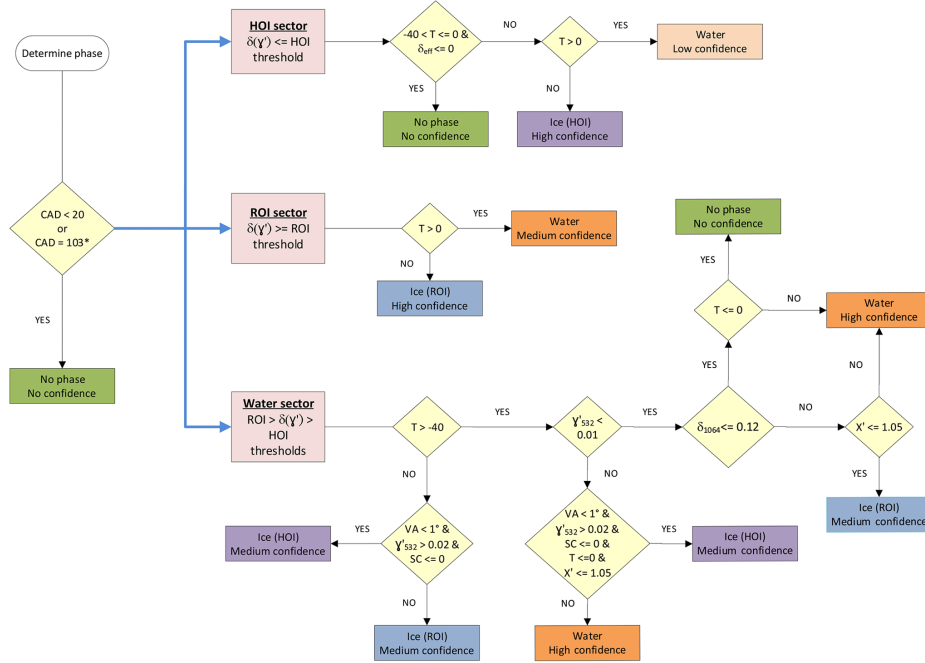 Determine phase
CAD < 20
or
CAD = 103*
YES
No phase
No confidence
HOI sector
δ(Ɣ') <= HOI
threshold
-40 < T <= 0 &
δeff <= 0
NO
T > 0
YES
Water
Low confidence
YES
No phase
No confidence
NO
Ice (HOI)
High confidence
ROI sector
δ(Ɣ') >= ROI
threshold
T > 0
YES
Water
Medium confidence
NO
Ice (ROI)
High confidence
Water sector
ROI > δ(Ɣ') >
HOI
thresholds
T > -40
YES
Ɣ'532 <
0.01
YES
δ1064 <= 0.12
NO
X' <= 1.05
YES
T <= 0
YES
No phase
No confidence
NO
Water
High confidence
NO
YES
Ice (ROI)
Medium confidence
NO
VA < 1° &
Ɣ'532 > 0.02 &
SC <= 0
YES
Ice (HOI)
Medium confidence
NO
Ice (ROI)
Medium confidence
NO
VA < 1° &
Ɣ'532 > 0.02 &
SC <= 0 &
T <=0 &
X' <= 1.05
YES
Ice (HOI)
Medium confidence
NO
Water
High confidence